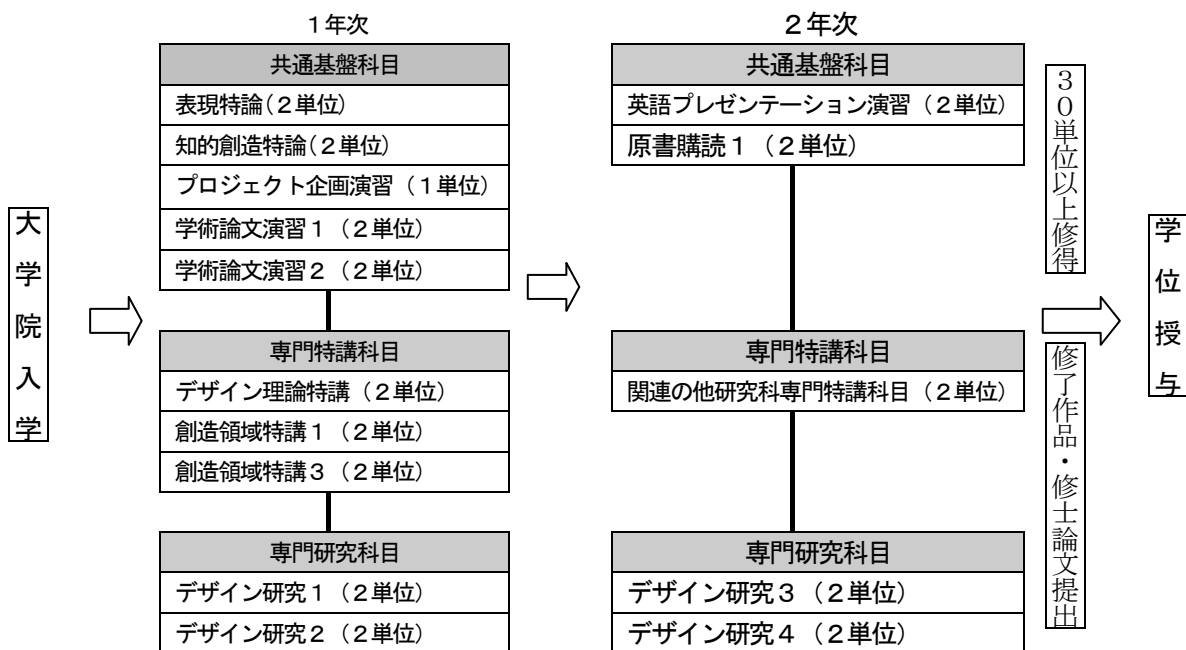 大学院入学
１年次
共通基盤科目
表現特論（２単位）
知的創造特論（２単位）
プロジェクト企画演習（１単位）
学術論文演習１（２単位）
学術論文演習２（２単位）
専門特講科目
デザイン理論特講（２単位）
創造領域特講１（２単位）
創造領域特講３（２単位）
専門研究科目
デザイン研究１（２単位）
デザイン研究２（２単位）
２年次
共通基盤科目
英語プレゼンテーション演習（２単位）
原書購読１（２単位）
専門特講科目
関連の他研究科専門特講科目（２単位）
専門研究科目
デザイン研究３（２単位）
デザイン研究４（２単位）
３０単位以上修得
修了作品・修士論文提出
学位授与